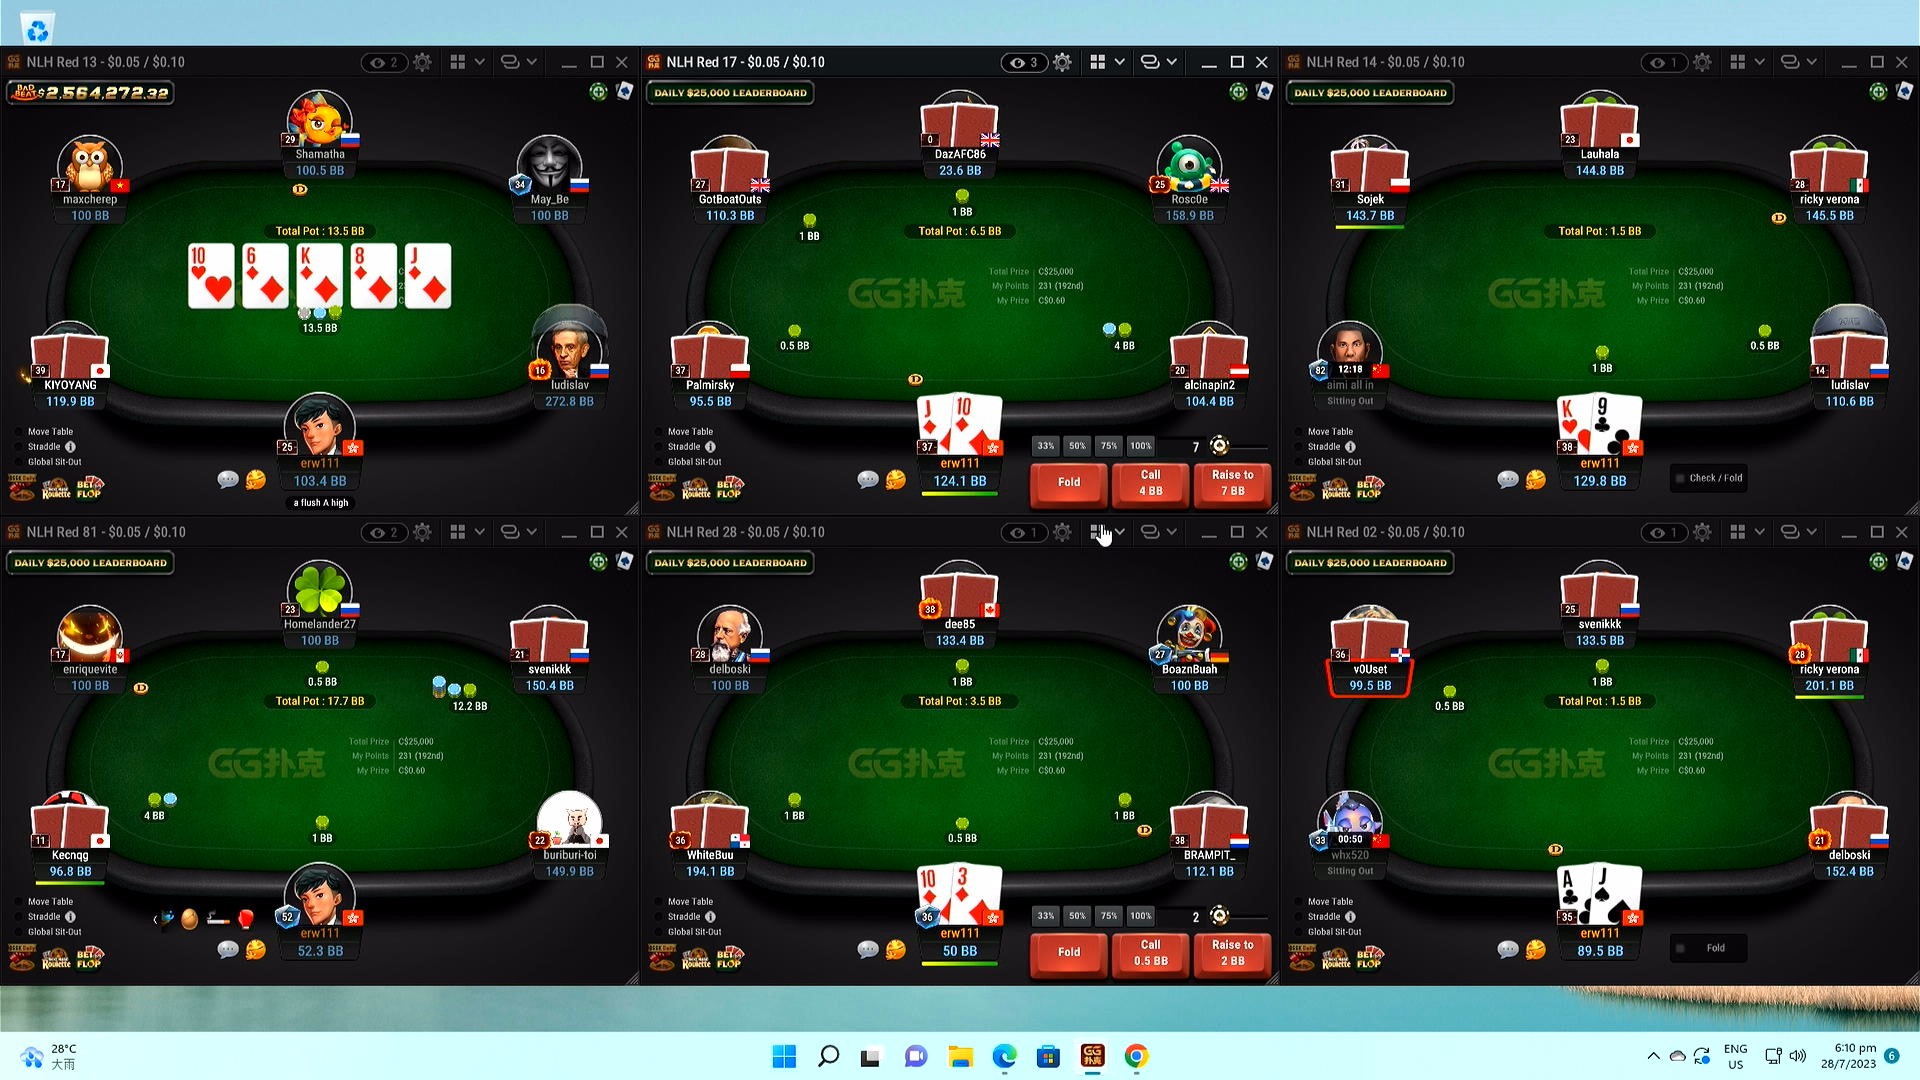 NLH Red 13 - $0.05 / $0.10
2
BAD BEAT $2,564,272.32
29
Shamatha
100.5 BB
17
maxcherep
100 BB
34
May_Be
100 BB
D
Total Pot : 13.5 BB
10 6 K 8 J
13.5 BB
39
KIYOYANG
119.9 BB
16
ludislav
272.8 BB
Move Table
Straddle
Global Sit-Out
Roulette
BET FLOP
25
erw111
103.4 BB
a flush A high
NLH Red 17 - $0.05 / $0.10
3
DAILY $25,000 LEADERBOARD
0
DazAFC86
23.6 BB
27
GotBoatOuts
110.3 BB
25
Rosc0e
158.9 BB
1 BB
1 BB
Total Pot : 6.5 BB
GG扑克
Total Prize C$25,000
My Points 231 (192nd)
My Prize C$0.60
0.5 BB
4 BB
37
Palmirsky
95.5 BB
D
20
alcinapin2
104.4 BB
J 10
Move Table
Straddle
Global Sit-Out
Roulette
BET FLOP
37
erw111
124.1 BB
33% 50% 75% 100% 7
Fold
Call 4 BB
Raise to 7 BB
NLH Red 14 - $0.05 / $0.10
1
DAILY $25,000 LEADERBOARD
23
Lauhala
144.8 BB
31
Sojek
143.7 BB
28
ricky verona
145.5 BB
D
Total Pot : 1.5 BB
GG扑克
Total Prize C$25,000
My Points 231 (192nd)
My Prize C$0.60
0.5 BB
1 BB
82
12:18
aimi all in
Sitting Out
14
ludislav
110.6 BB
K 9
Move Table
Straddle
Global Sit-Out
Roulette
BET FLOP
38
erw111
129.8 BB
Check / Fold
NLH Red 81 - $0.05 / $0.10
2
DAILY $25,000 LEADERBOARD
23
Homelander27
100 BB
17
enriquevite
100 BB
21
svenikkk
150.4 BB
D
0.5 BB
12.2 BB
Total Pot : 17.7 BB
GG扑克
Total Prize C$25,000
My Points 231 (192nd)
My Prize C$0.60
4 BB
1 BB
11
Kecnqg
96.8 BB
22
buriburi-toi
149.9 BB
Move Table
Straddle
Global Sit-Out
Roulette
BET FLOP
52
erw111
52.3 BB
NLH Red 28 - $0.05 / $0.10
1
DAILY $25,000 LEADERBOARD
38
dee85
133.4 BB
28
delboski
100 BB
27
BoaznBuah
100 BB
1 BB
Total Pot : 3.5 BB
GG扑克
Total Prize C$25,000
My Points 231 (192nd)
My Prize C$0.60
1 BB
1 BB
0.5 BB
D
36
WhiteBuu
194.1 BB
38
BRAMPIT_
112.1 BB
10 3
Move Table
Straddle
Global Sit-Out
Roulette
BET FLOP
36
erw111
50 BB
33% 50% 75% 100% 2
Fold
Call 0.5 BB
Raise to 2 BB
NLH Red 02 - $0.05 / $0.10
1
DAILY $25,000 LEADERBOARD
25
svenikkk
133.5 BB
36
v0Uset
99.5 BB
28
ricky verona
201.1 BB
0.5 BB
1 BB
Total Pot : 1.5 BB
GG扑克
Total Prize C$25,000
My Points 231 (192nd)
My Prize C$0.60
33
00:50
whx520
Sitting Out
D
21
delboski
152.4 BB
A J
Move Table
Straddle
Global Sit-Out
Roulette
BET FLOP
35
erw111
89.5 BB
Fold
28°C
大雨
GG扑克
ENG
US
6:10 pm
28/7/2023
6